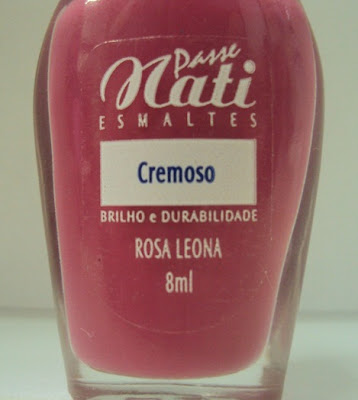 Passe
Nati
ESMALTES
Cremoso
BRILHO e DURABILIDADE
ROSA LEONA
8ml